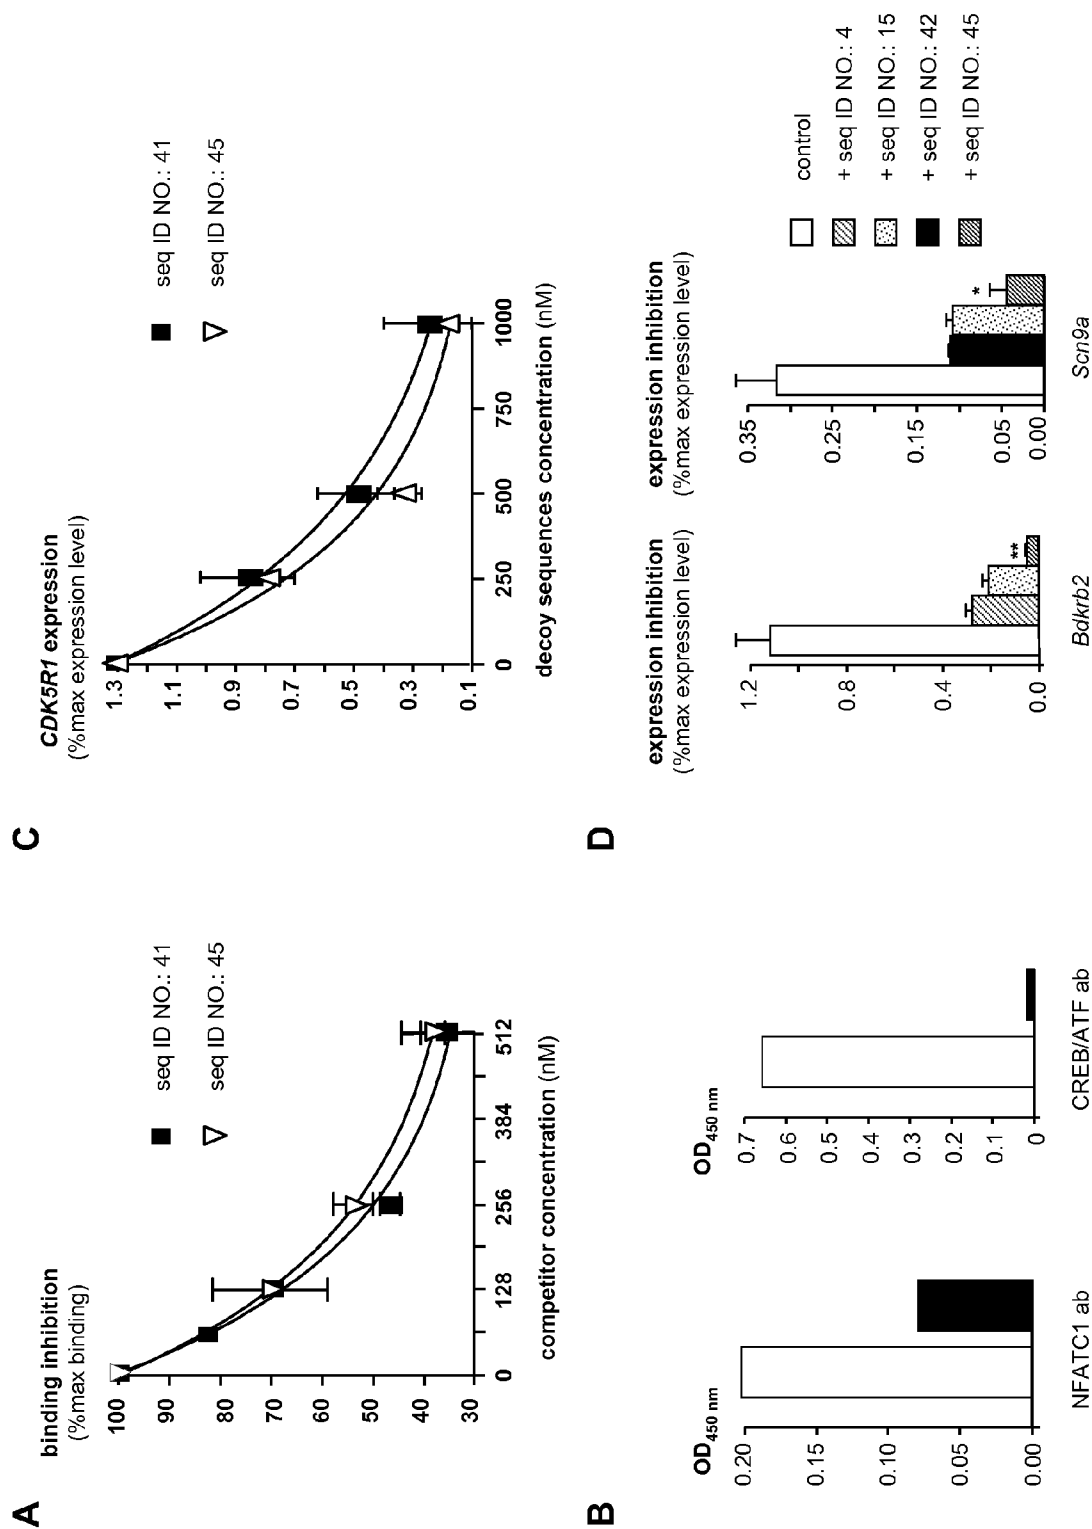 A
binding inhibition
(%max binding)
100
90
80
70
60
50
40
30
0
128
256
384
512
competitor concentration (nM)
seq ID NO.: 41
seq ID NO.: 45
B
OD450 nm
0.20
0.15
0.10
0.05
0.00
NFATC1 ab
OD450 nm
0.7
0.6
0.5
0.4
0.3
0.2
0.1
0
CREB/ATF ab
C
CDK5R1 expression
(%max expression level)
1.3
1.1
0.9
0.7
0.5
0.3
0.1
0
250
500
750
1000
decoy sequences concentration (nM)
seq ID NO.: 41
seq ID NO.: 45
D
expression inhibition
(%max expression level)
1.2
0.8
0.4
0.0
**
Bdkrb2
expression inhibition
(%max expression level)
0.35
0.25
0.15
0.05
0.00
*
Scn9a
control
+ seq ID NO.: 4
+ seq ID NO.: 15
+ seq ID NO.: 42
+ seq ID NO.: 45